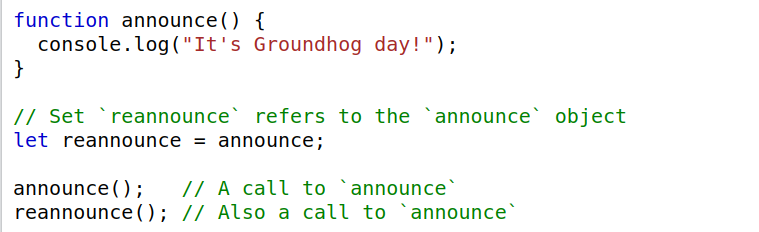 function announce() {
  console.log("It's Groundhog day!");
}

// Set `reannounce` refers to the `announce` object
let reannounce = announce;

announce();   // A call to `announce`
reannounce(); // Also a call to `announce`